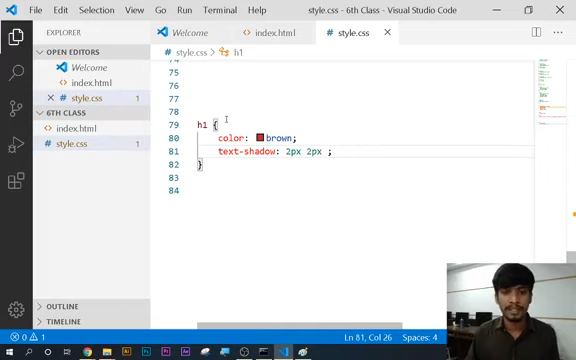 File Edit Selection View Go Run Terminal Help style.css - 6th Class - Visual Studio Code
EXPLORER
OPEN EDITORS
Welcome
index.html
style.css 1
6TH CLASS
index.html
style.css 1
OUTLINE
TIMELINE
Welcome index.html style.css
style.css > h1
74
75
76
77
78
79 h1 {
80 color: brown;
81 text-shadow: 2px 2px ;
82 }
83
84
0 1 Ln 81, Col 26 Spaces: 4